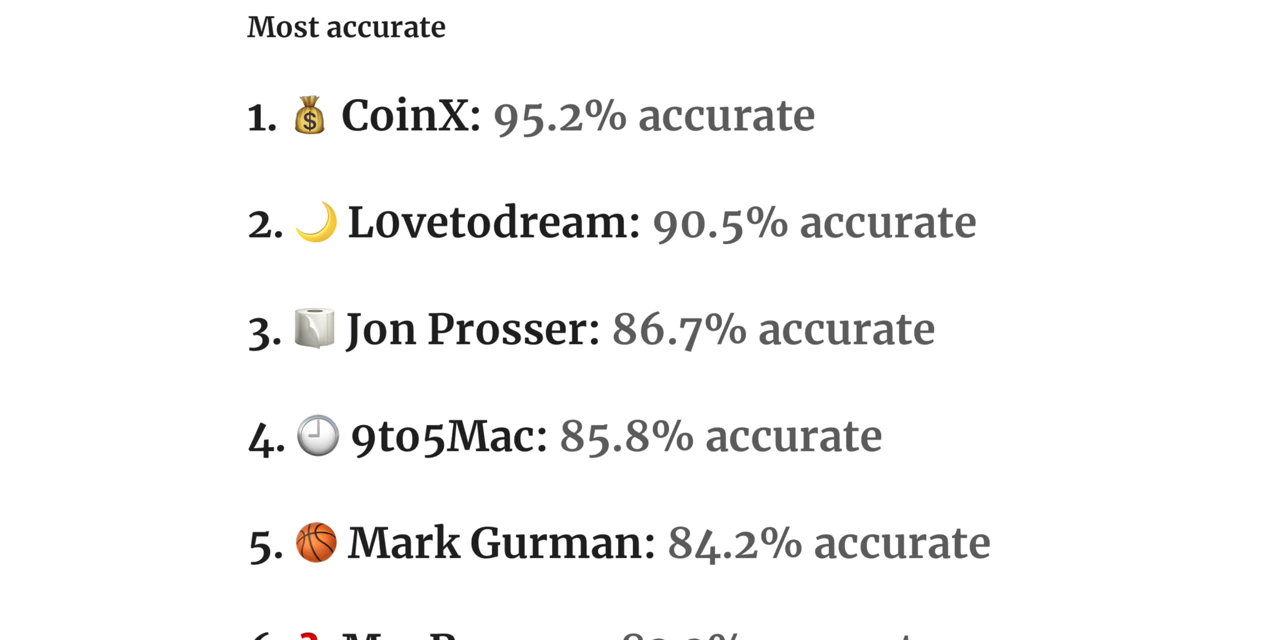 Most accurate
1. 💰 CoinX: 95.2% accurate
2. 🌙 L0vetodream: 90.5% accurate
3. 🧻 Jon Prosser: 86.7% accurate
4. 🕘 9to5Mac: 85.8% accurate
5. 🏀 Mark Gurman: 84.2% accurate